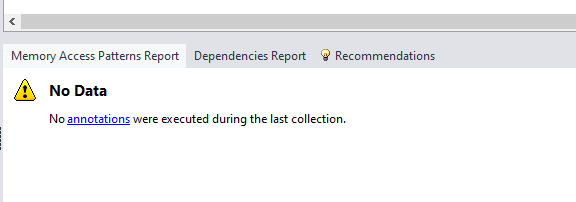 Memory Access Patterns Report Dependencies Report Recommendations
No Data
No annotations were executed during the last collection.